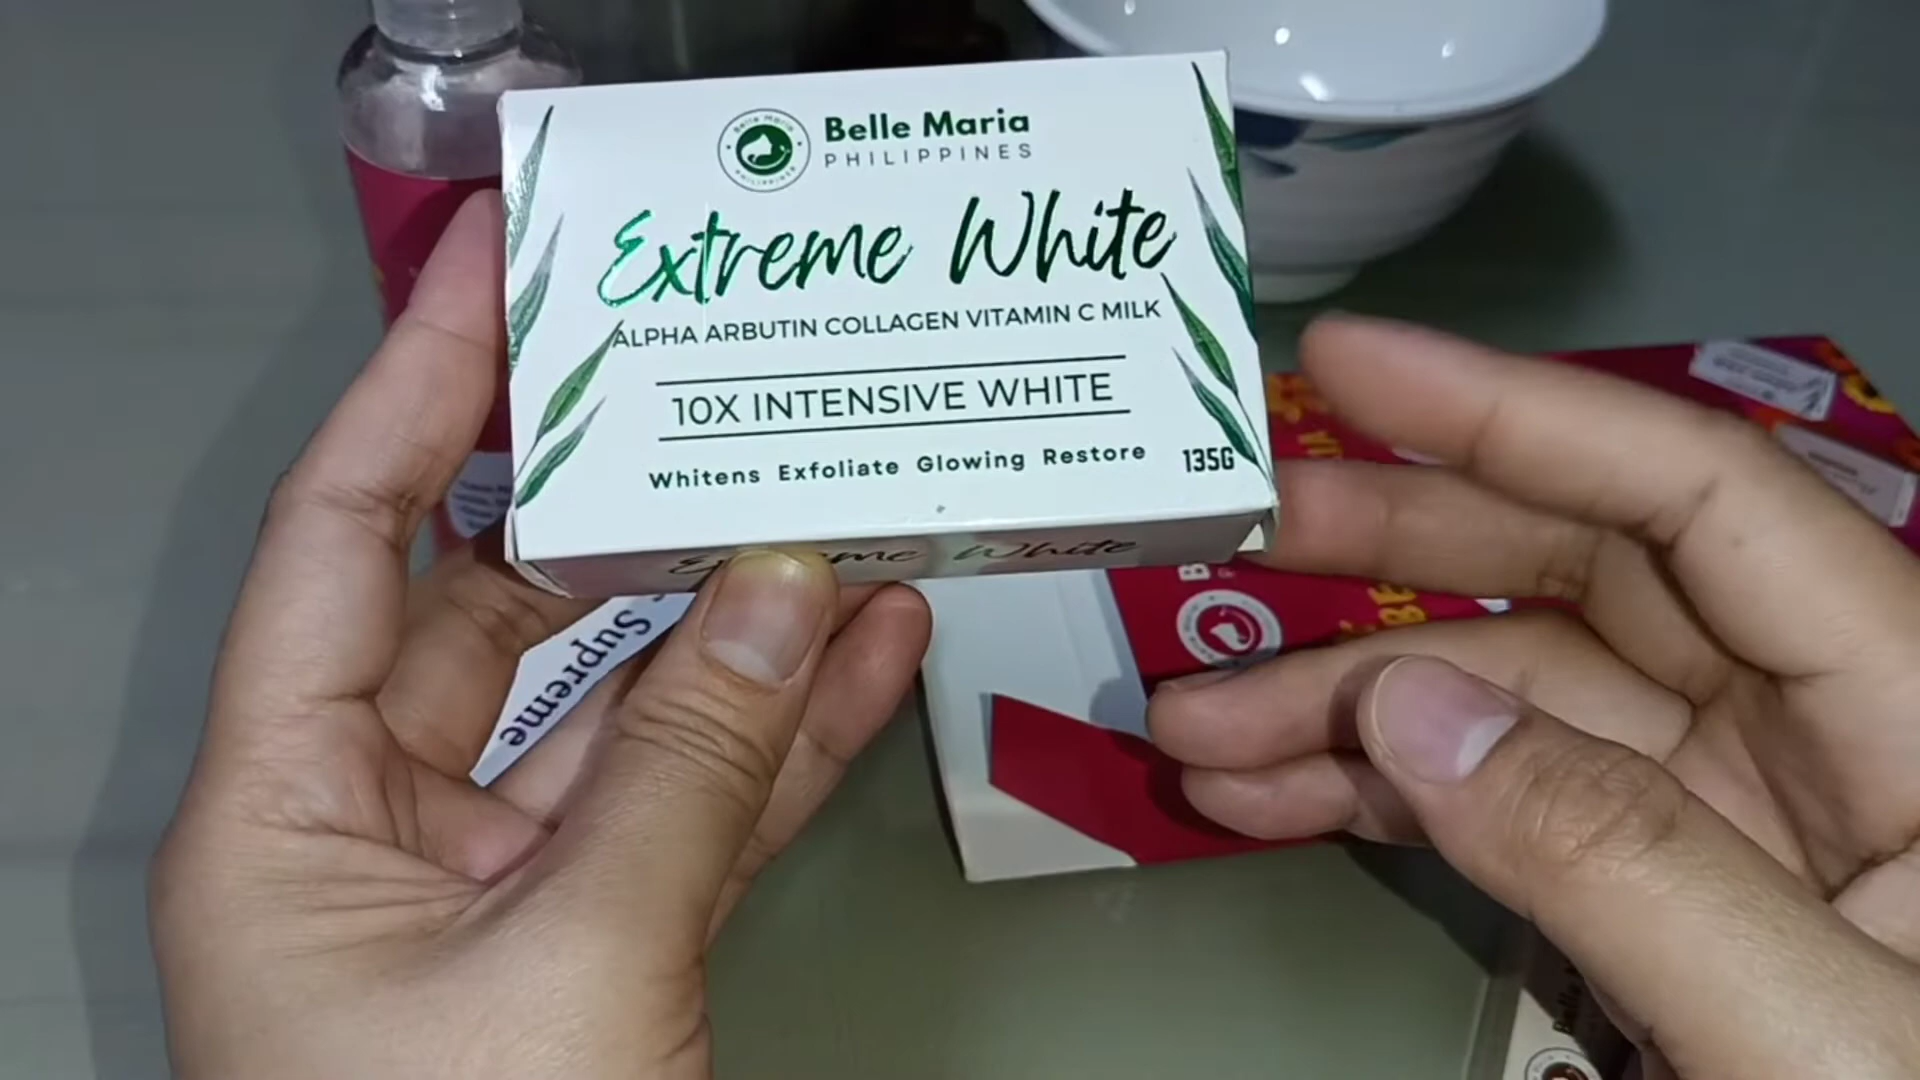 Belle Maria
PHILIPPINES
Extreme White
ALPHA ARBUTIN COLLAGEN VITAMIN C MILK
10X INTENSIVE WHITE
Whitens Exfoliate Glowing Restore
135G
Extreme White
Supreme